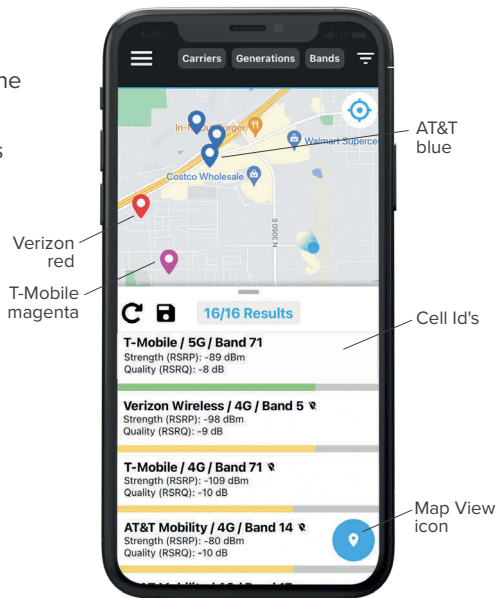 Carriers Generations Bands
ne
In-N-Out Burger
Walmart Supercen
AT&T
blue
s
Costco Wholesale
N 3050 E
Verizon
red
T-Mobile
magenta
16/16 Results
Cell Id's
T-Mobile / 5G / Band 71
Strength (RSRP): -89 dBm
Quality (RSRQ): -8 dB
Verizon Wireless / 4G / Band 5
Strength (RSRP): -98 dBm
Quality (RSRQ): -9 dB
T-Mobile / 4G / Band 71
Strength (RSRP): -109 dBm
Quality (RSRQ): -10 dB
Map View
icon
AT&T Mobility / 4G / Band 14
Strength (RSRP): -80 dBm
Quality (RSRQ): -10 dB